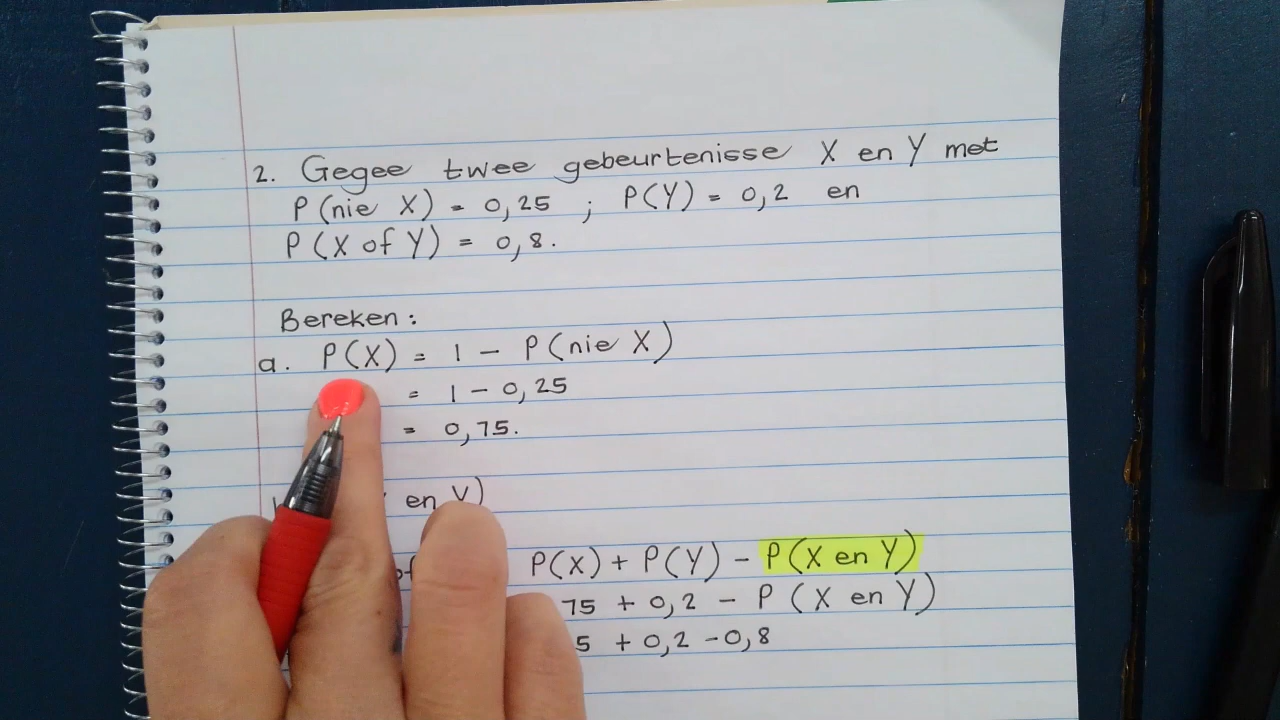 2. Gegee twee gebeurtenisse X en Y met
P(nie X) = 0,25 ; P(Y) = 0,2 en
P(X of Y) = 0,8.
Bereken:
a. P(X) = 1 - P(nie X)
= 1 - 0,25
= 0,75.
en Y)
of P(X) + P(Y) - P(X en Y)
75 + 0,2 - P(X en Y)
5 + 0,2 - 0,8